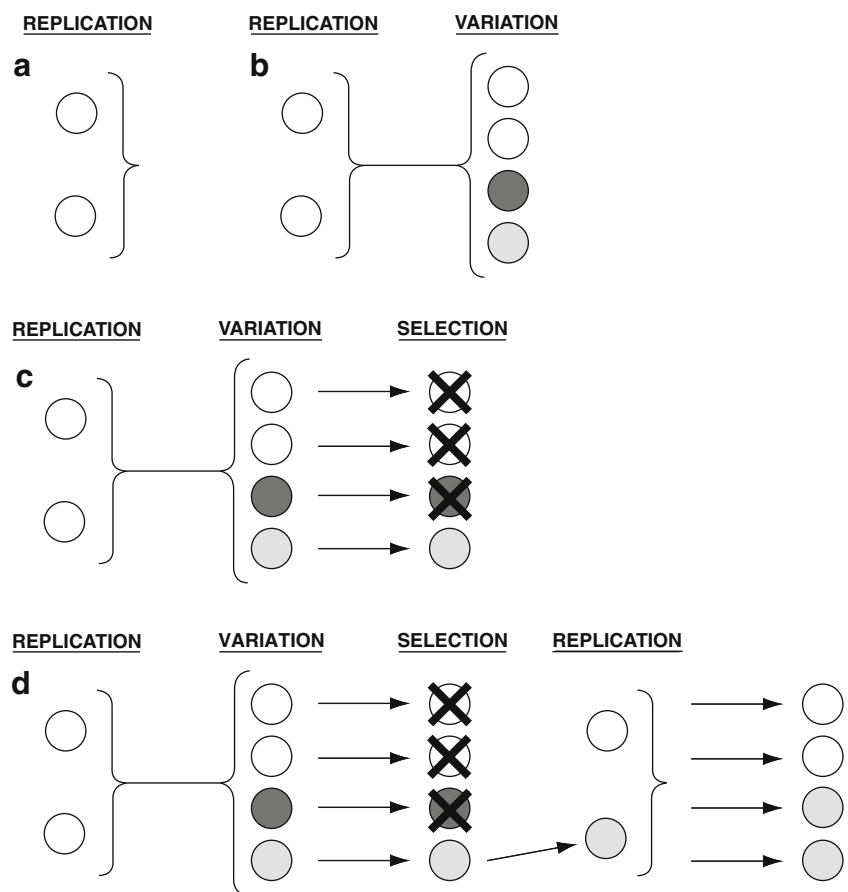 REPLICATION REPLICATION VARIATION
a b
REPLICATION VARIATION SELECTION
c
REPLICATION VARIATION SELECTION REPLICATION
d